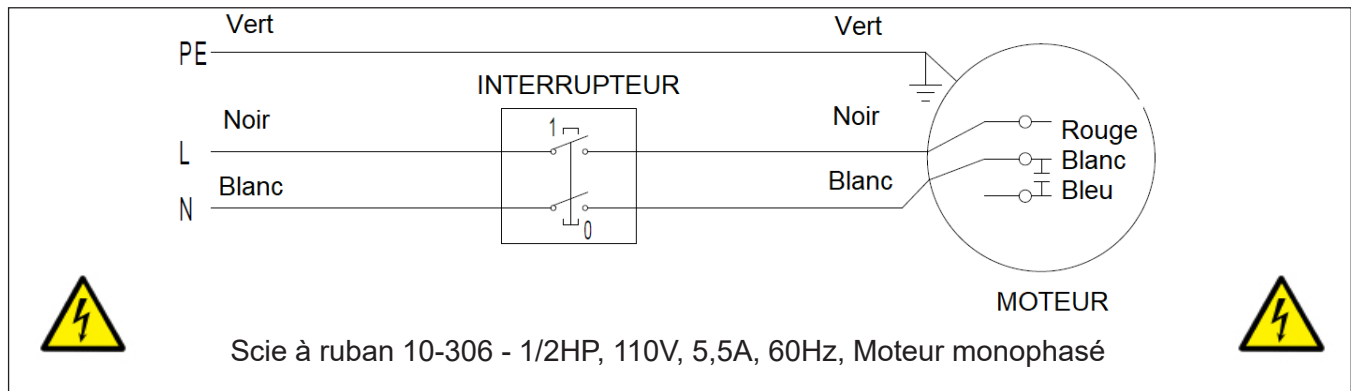 Vert Vert
PE
INTERRUPTEUR
Noir 1 Noir Rouge
L
Blanc Blanc Blanc
N 0 Bleu
MOTEUR
Scie à ruban 10-306 - 1/2HP, 110V, 5,5A, 60Hz, Moteur monophasé